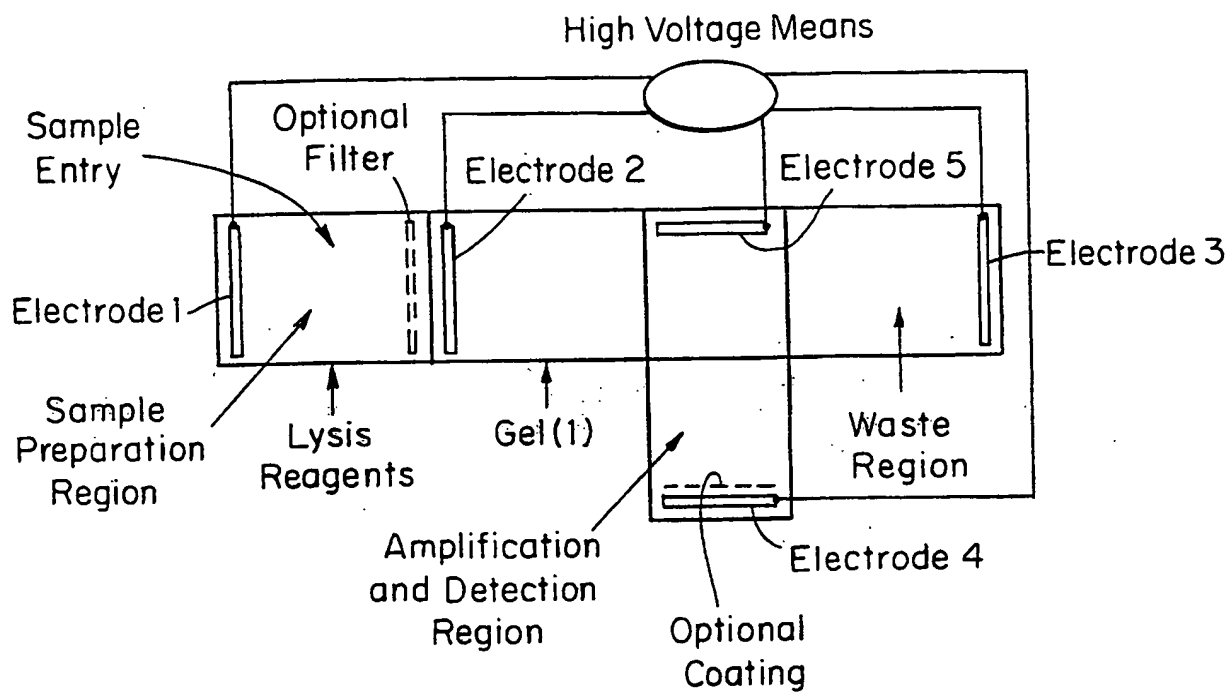 High Voltage Means
Sample
Entry
Optional
Filter
Electrode 2
Electrode 5
Electrode 3
Electrode 1
Sample
Preparation
Region
Lysis
Reagents
Gel (1)
Waste
Region
Amplification
and Detection
Region
Electrode 4
Optional
Coating